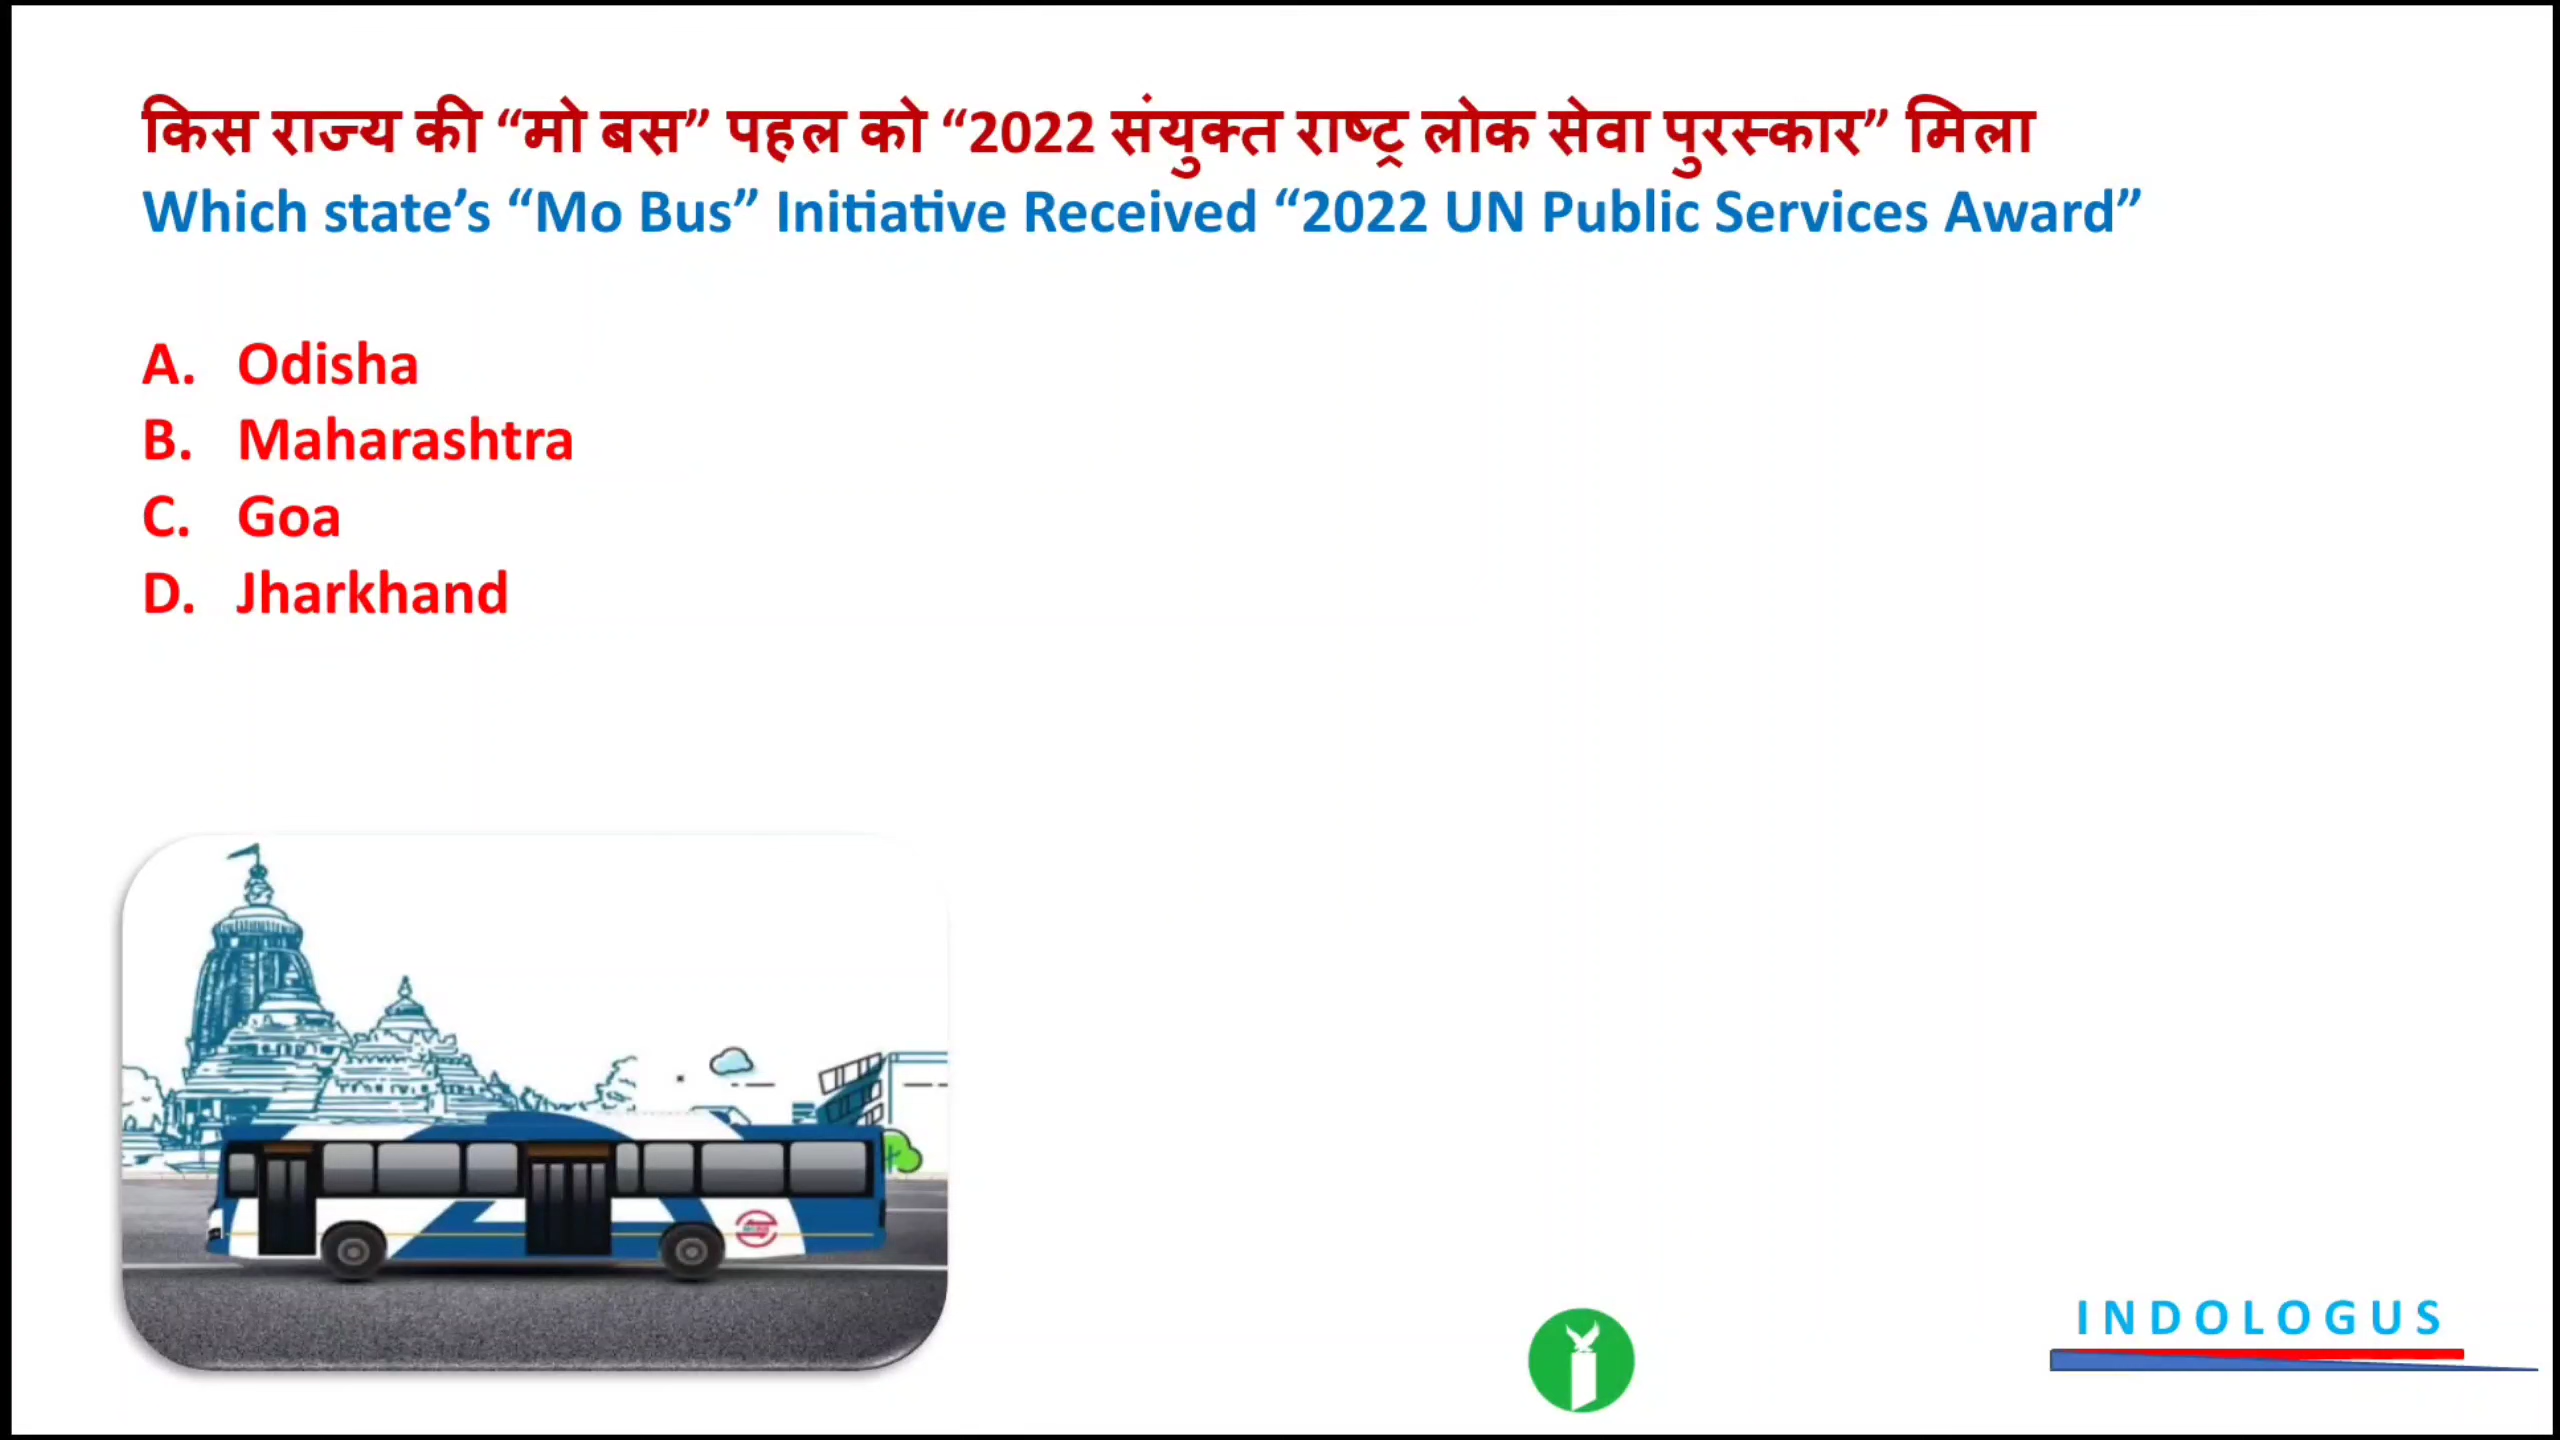 किस राज्य की “मो बस” पहल को “2022 संयुक्त राष्ट्र लोक सेवा पुरस्कार” मिला
Which state’s “Mo Bus” Initiative Received “2022 UN Public Services Award”
A. Odisha
B. Maharashtra
C. Goa
D. Jharkhand
INDOLOGUS